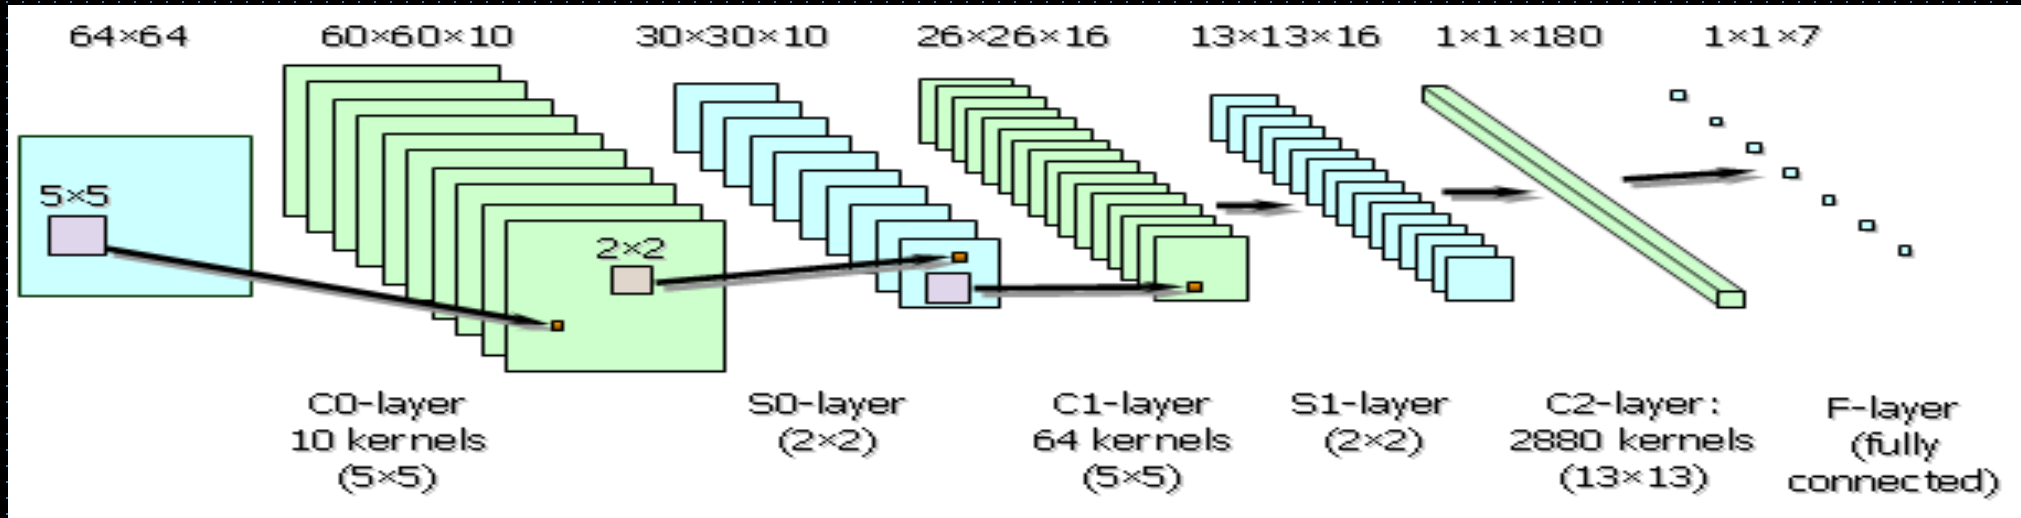 64×64
60×60×10
30×30×10
26×26×16
13×13×16
1×1×180
1×1×7
5×5
2×2
C0-layer
10 kernels
(5×5)
S0-layer
(2×2)
C1-layer
64 kernels
(5×5)
S1-layer
(2×2)
C2-layer:
2880 kernels
(13×13)
F-layer
(fully
connected)